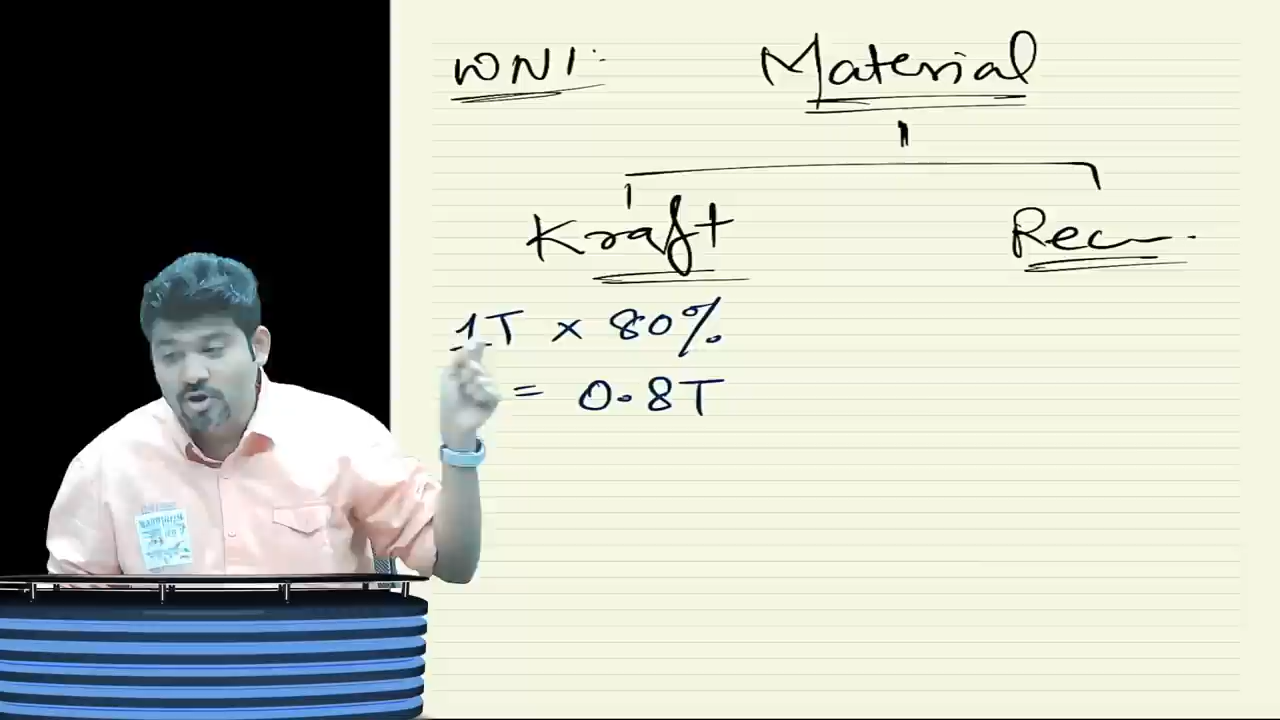 WN1:
Material
Kraft
Rec
1T × 80%
= 0.8T